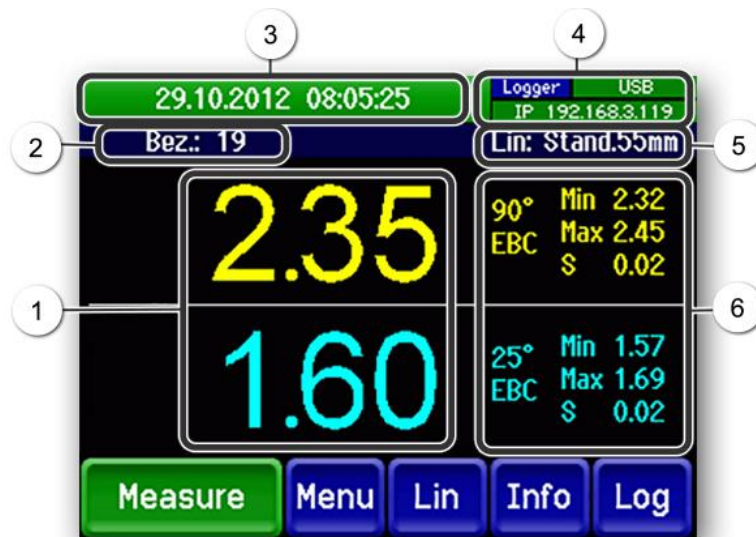 3
4
29.10.2012 08:05:25
Logger USB
IP 192.168.3.119
2
Bez.: 19
Lin: Stand.55mm
5
2.35
90° EBC
Min 2.32
Max 2.45
S 0.02
1
6
1.60
25° EBC
Min 1.57
Max 1.69
S 0.02
Measure Menu Lin Info Log